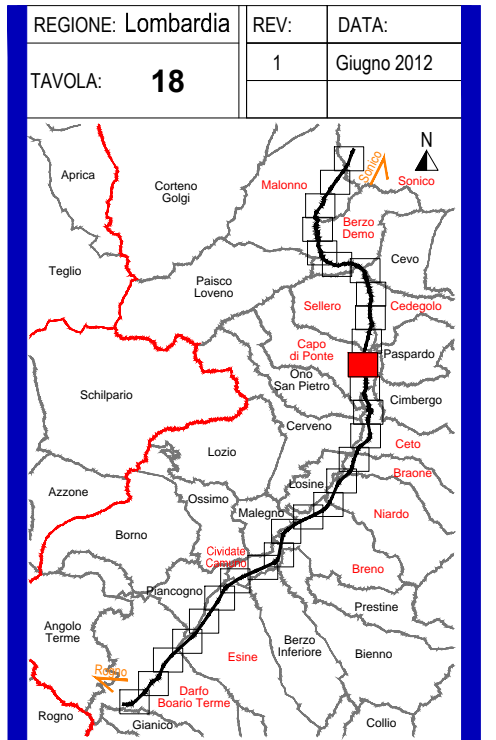 REGIONE: Lombardia
REV:
DATA:
TAVOLA: 18
1
Giugno 2012
N
Sonico
Aprica
Corteno
Golgi
Malonno
Sonico
Berzo
Demo
Cevo
Teglio
Paisco
Loveno
Sellero
Cedegolo
Capo
di Ponte
Paspardo
Ono
San Pietro
Schilpario
Cimbergo
Cerveno
Ceto
Lozio
Braone
Losine
Azzone
Ossimo
Malegno
Niardo
Borno
Cividate
Camuno
Breno
Piancogno
Prestine
Angolo
Terme
Berzo
Inferiore
Bienno
Esine
Rogno
Darfo
Boario Terme
Rogno
Gianico
Collio